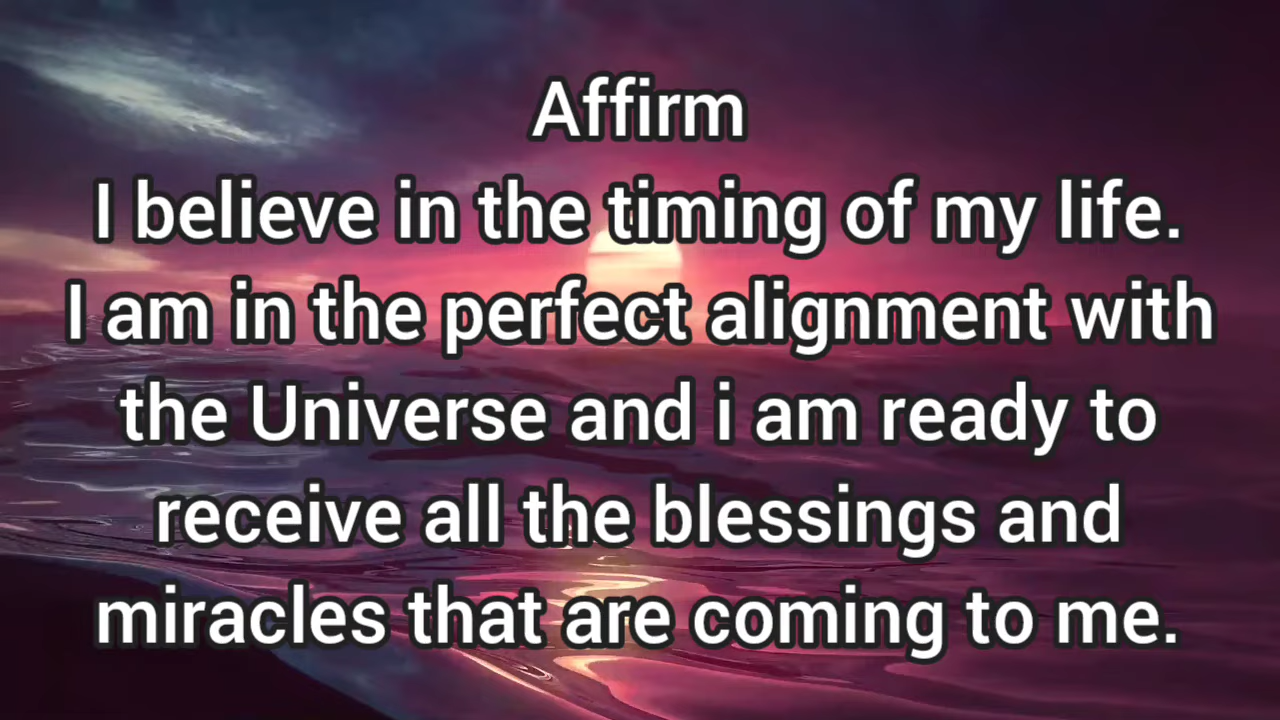 Affirm
I believe in the timing of my life.
I am in the perfect alignment with
the Universe and i am ready to
receive all the blessings and
miracles that are coming to me.